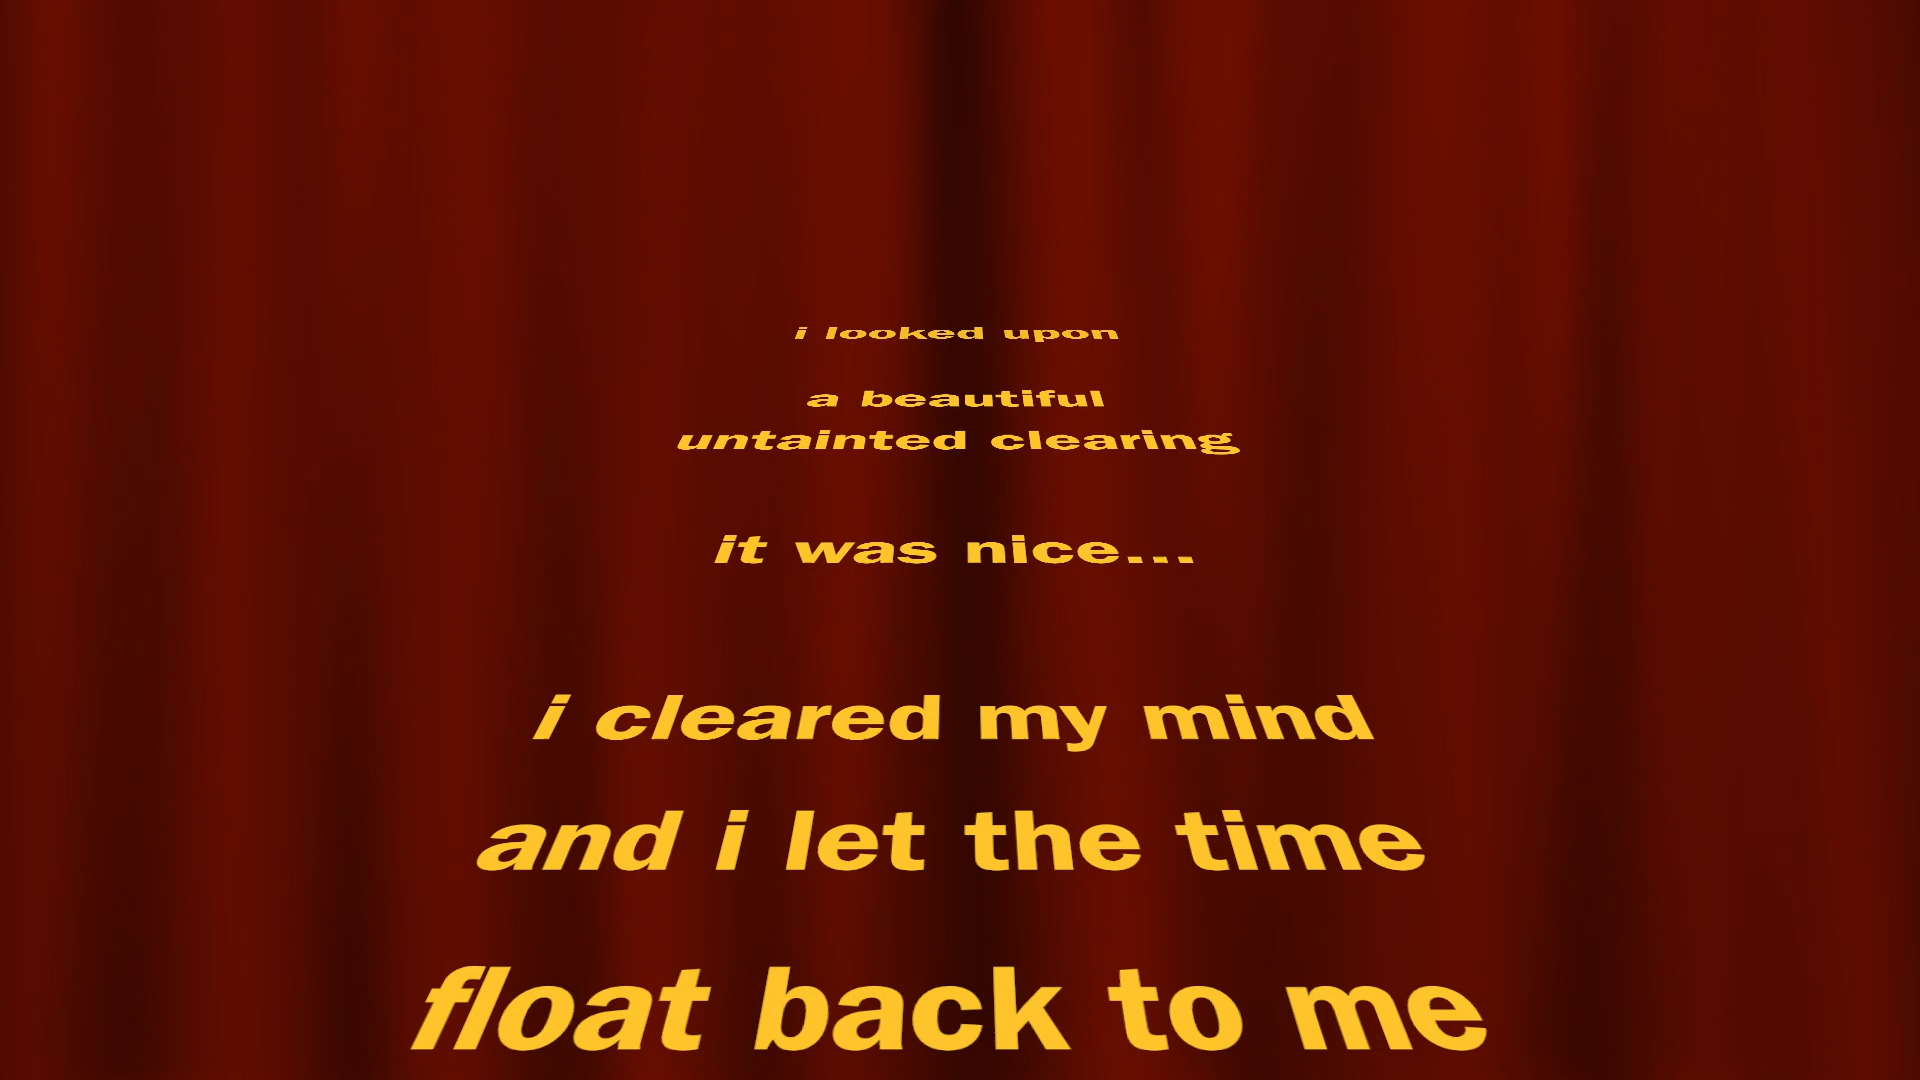 i looked upon
a beautiful
untainted clearing
it was nice...
i cleared my mind
and i let the time
float back to me